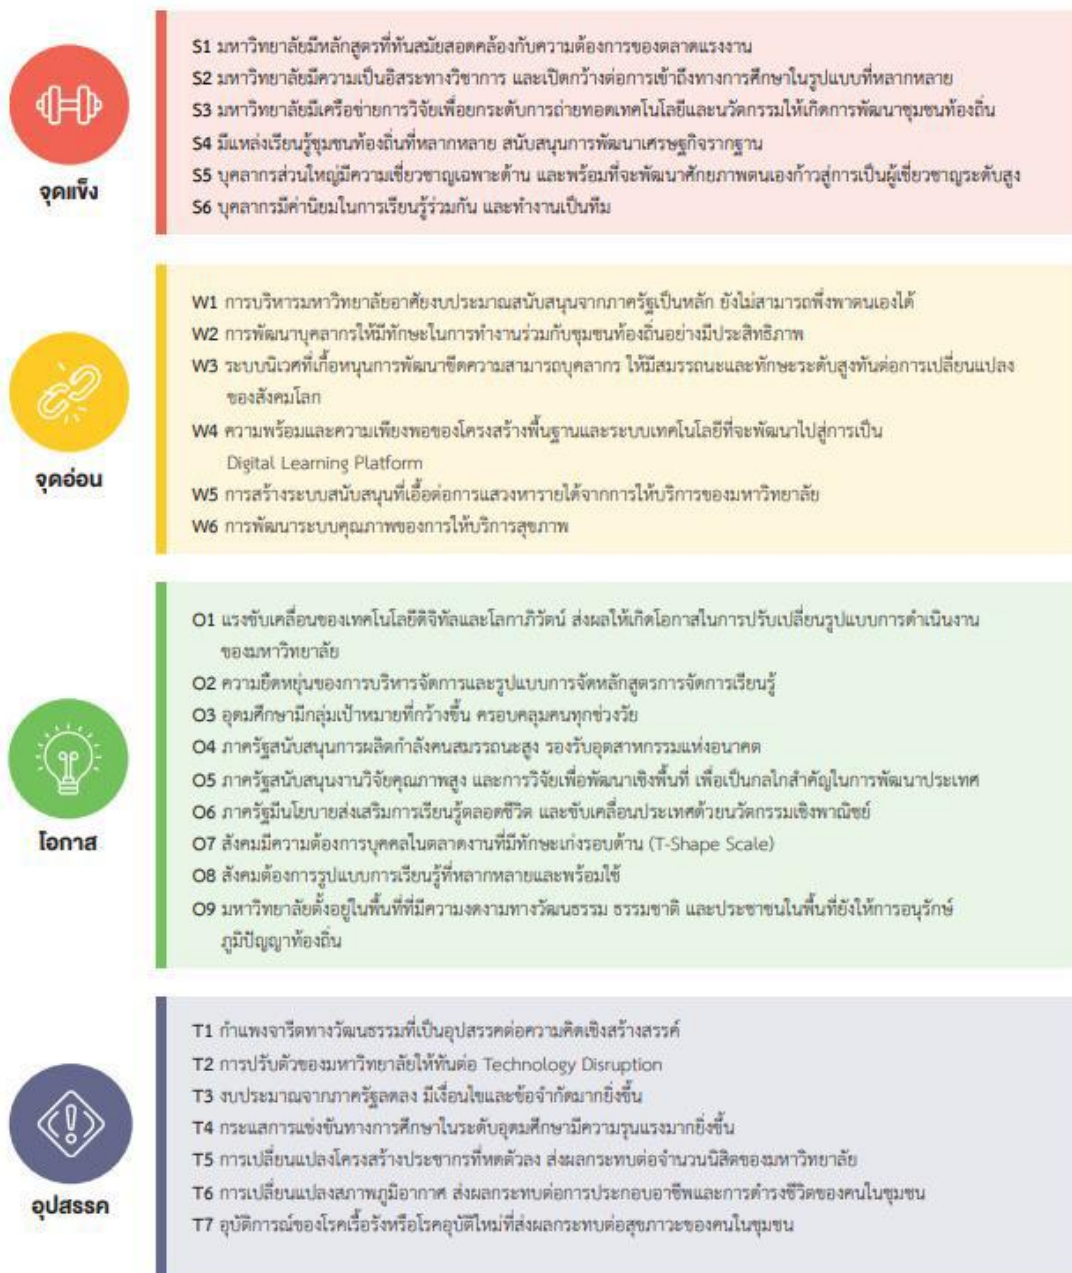 จุดแข็ง
S1 มหาวิทยาลัยมีหลักสูตรที่ทันสมัยสอดคล้องกับความต้องการของตลาดแรงงาน
S2 มหาวิทยาลัยมีความเป็นอิสระทางวิชาการ และเปิดกว้างต่อการเข้าถึงทางการศึกษาในรูปแบบที่หลากหลาย
S3 มหาวิทยาลัยมีเครือข่ายการวิจัยเพื่อยกระดับการถ่ายทอดเทคโนโลยีและนวัตกรรมให้เกิดการพัฒนาชุมชนท้องถิ่น
S4 มีแหล่งเรียนรู้ชุมชนท้องถิ่นที่หลากหลาย สนับสนุนการพัฒนาเศรษฐกิจรากฐาน
S5 บุคลากรส่วนใหญ่มีความเชี่ยวชาญเฉพาะด้าน และพร้อมที่จะพัฒนาศักยภาพตนเองก้าวสู่การเป็นผู้เชี่ยวชาญระดับสูง
S6 บุคลากรมีค่านิยมในการเรียนรู้ร่วมกัน และทำงานเป็นทีม
จุดอ่อน
W1 การบริหารมหาวิทยาลัยอาศัยงบประมาณสนับสนุนจากภาครัฐเป็นหลัก ยังไม่สามารถพึ่งพาตนเองได้
W2 การพัฒนาบุคลากรให้มีทักษะในการทำงานร่วมกับชุมชนท้องถิ่นอย่างมีประสิทธิภาพ
W3 ระบบนิเวศที่เกื้อหนุนการพัฒนาขีดความสามารถบุคลากร ให้มีสมรรถนะและทักษะระดับสูงทันต่อการเปลี่ยนแปลง
ของสังคมโลก
W4 ความพร้อมและความเพียงพอของโครงสร้างพื้นฐานและระบบเทคโนโลยีที่จะพัฒนาไปสู่การเป็น
Digital Learning Platform
W5 การสร้างระบบสนับสนุนที่เอื้อต่อการแสวงหารายได้จากการให้บริการของมหาวิทยาลัย
W6 การพัฒนาระบบคุณภาพของการให้บริการสุขภาพ
โอกาส
O1 แรงขับเคลื่อนของเทคโนโลยีดิจิทัลและโลกาภิวัตน์ ส่งผลให้เกิดโอกาสในการปรับเปลี่ยนรูปแบบการดำเนินงาน
ของมหาวิทยาลัย
O2 ความยืดหยุ่นของการบริหารจัดการและรูปแบบการจัดหลักสูตรการจัดการเรียนรู้
O3 อุดมศึกษามีกลุ่มเป้าหมายที่กว้างขึ้น ครอบคลุมคนทุกช่วงวัย
O4 ภาครัฐสนับสนุนการผลิตกำลังคนสมรรถนะสูง รองรับอุตสาหกรรมแห่งอนาคต
O5 ภาครัฐสนับสนุนงานวิจัยคุณภาพสูง และการวิจัยเพื่อพัฒนาเชิงพื้นที่ เพื่อเป็นกลไกสำคัญในการพัฒนาประเทศ
O6 ภาครัฐมีนโยบายส่งเสริมการเรียนรู้ตลอดชีวิต และขับเคลื่อนประเทศด้วยนวัตกรรมเชิงพาณิชย์
O7 สังคมมีความต้องการบุคคลในตลาดงานที่มีทักษะเก่งรอบด้าน (T-Shape Scale)
O8 สังคมต้องการรูปแบบการเรียนรู้ที่หลากหลายและพร้อมใช้
O9 มหาวิทยาลัยตั้งอยู่ในพื้นที่ที่มีความงดงามทางวัฒนธรรม ธรรมชาติ และประชาชนในพื้นที่ยังให้การอนุรักษ์
ภูมิปัญญาท้องถิ่น
อุปสรรค
T1 กำแพงจารีตทางวัฒนธรรมที่เป็นอุปสรรคต่อความคิดเชิงสร้างสรรค์
T2 การปรับตัวของมหาวิทยาลัยให้ทันต่อ Technology Disruption
T3 งบประมาณจากภาครัฐลดลง มีเงื่อนไขและข้อจำกัดมากยิ่งขึ้น
T4 กระแสการแข่งขันทางการศึกษาในระดับอุดมศึกษามีความรุนแรงมากยิ่งขึ้น
T5 การเปลี่ยนแปลงโครงสร้างประชากรที่หดตัวลง ส่งผลกระทบต่อจำนวนนิสิตของมหาวิทยาลัย
T6 การเปลี่ยนแปลงสภาพภูมิอากาศ ส่งผลกระทบต่อการประกอบอาชีพและการดำรงชีวิตของคนในชุมชน
T7 อุบัติการณ์ของโรคเรื้อรังหรือโรคอุบัติใหม่ที่ส่งผลกระทบต่อสุขภาวะของคนในชุมชน